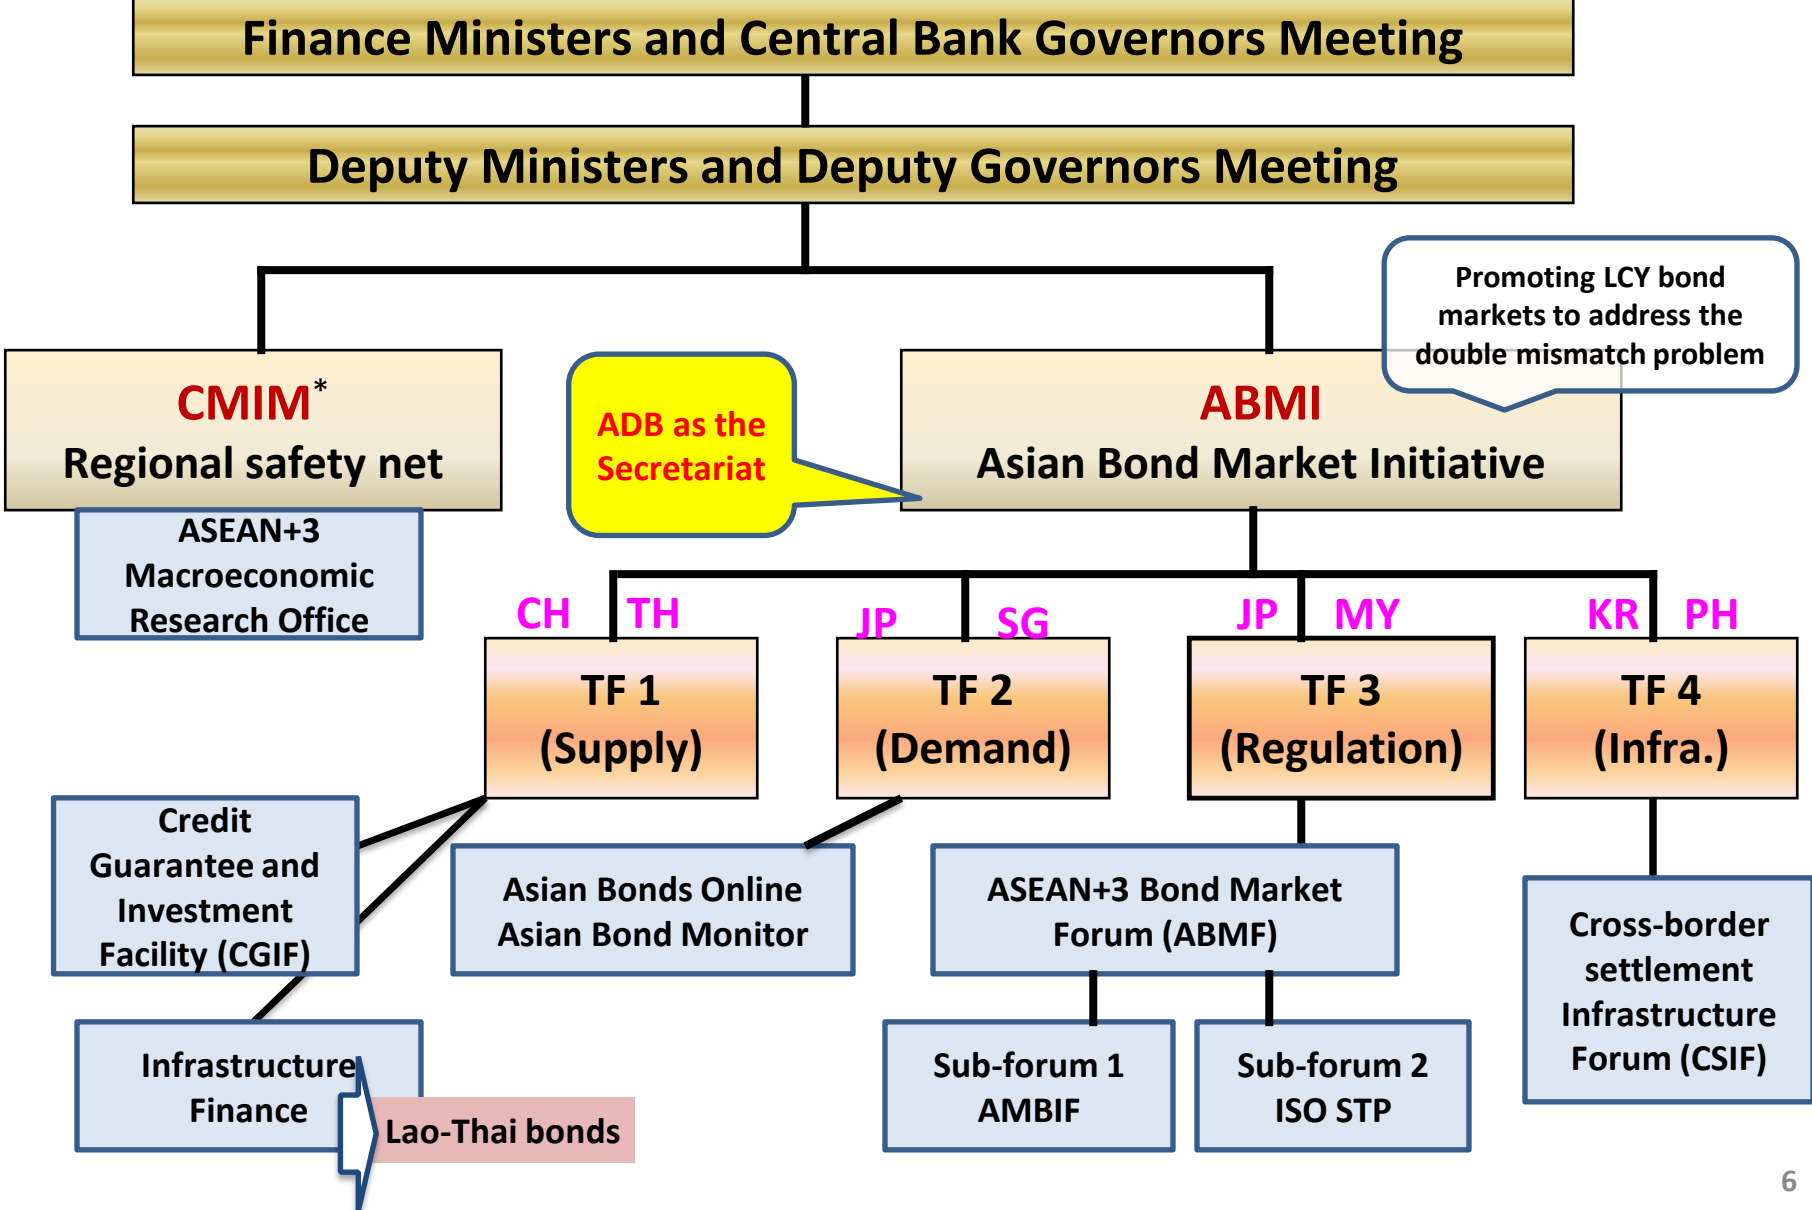 Finance Ministers and Central Bank Governors Meeting
Deputy Ministers and Deputy Governors Meeting
Promoting LCY bond
markets to address the
double mismatch problem
CMIM*
Regional safety net
ADB as the
Secretariat
ABMI
Asian Bond Market Initiative
ASEAN+3
Macroeconomic
Research Office
CH TH
JP SG
JP MY
KR PH
TF 1
(Supply)
TF 2
(Demand)
TF 3
(Regulation)
TF 4
(Infra.)
Credit
Guarantee and
Investment
Facility (CGIF)
Asian Bonds Online
Asian Bond Monitor
ASEAN+3 Bond Market
Forum (ABMF)
Cross-border
settlement
Infrastructure
Forum (CSIF)
Infrastructure
Finance
Lao-Thai bonds
Sub-forum 1
AMBIF
Sub-forum 2
ISO STP
6